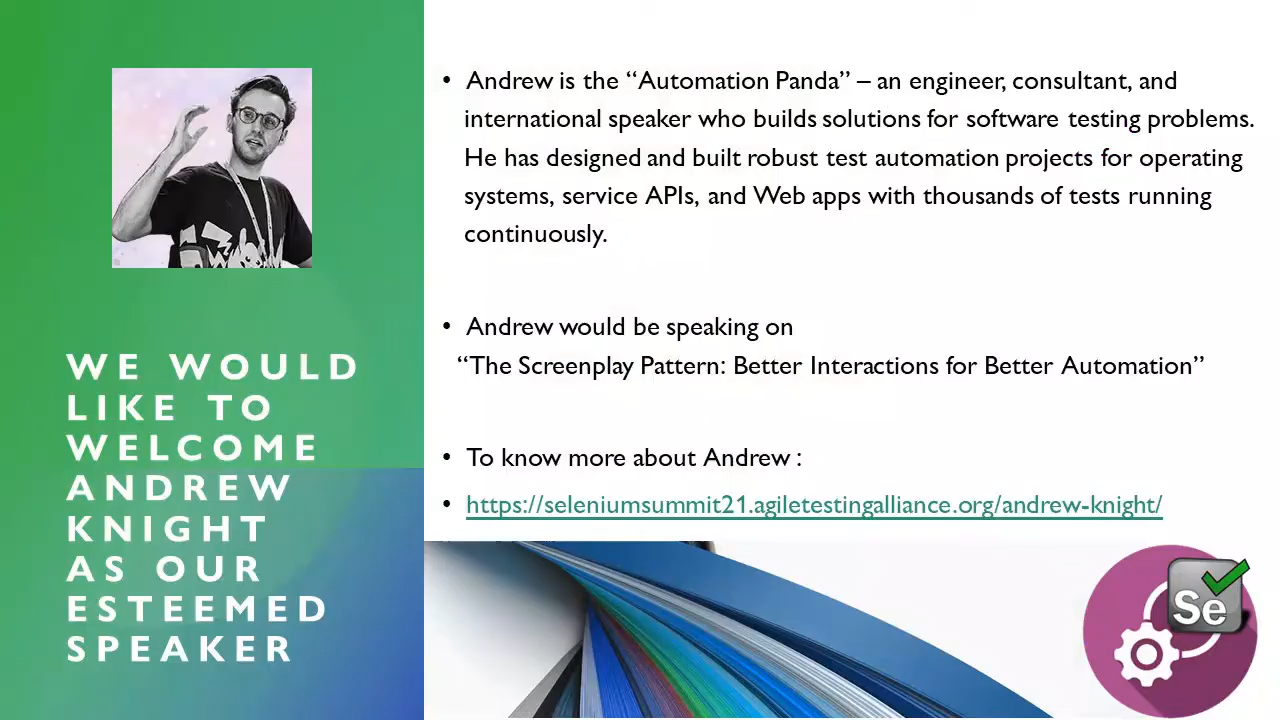 WE WOULD
LIKE TO
WELCOME
ANDREW
KNIGHT
AS OUR
ESTEEMED
SPEAKER
• Andrew is the “Automation Panda” – an engineer, consultant, and
international speaker who builds solutions for software testing problems.
He has designed and built robust test automation projects for operating
systems, service APIs, and Web apps with thousands of tests running
continuously.
• Andrew would be speaking on
“The Screenplay Pattern: Better Interactions for Better Automation”
• To know more about Andrew :
• https://seleniumsummit21.agiletestingalliance.org/andrew-knight/
Se